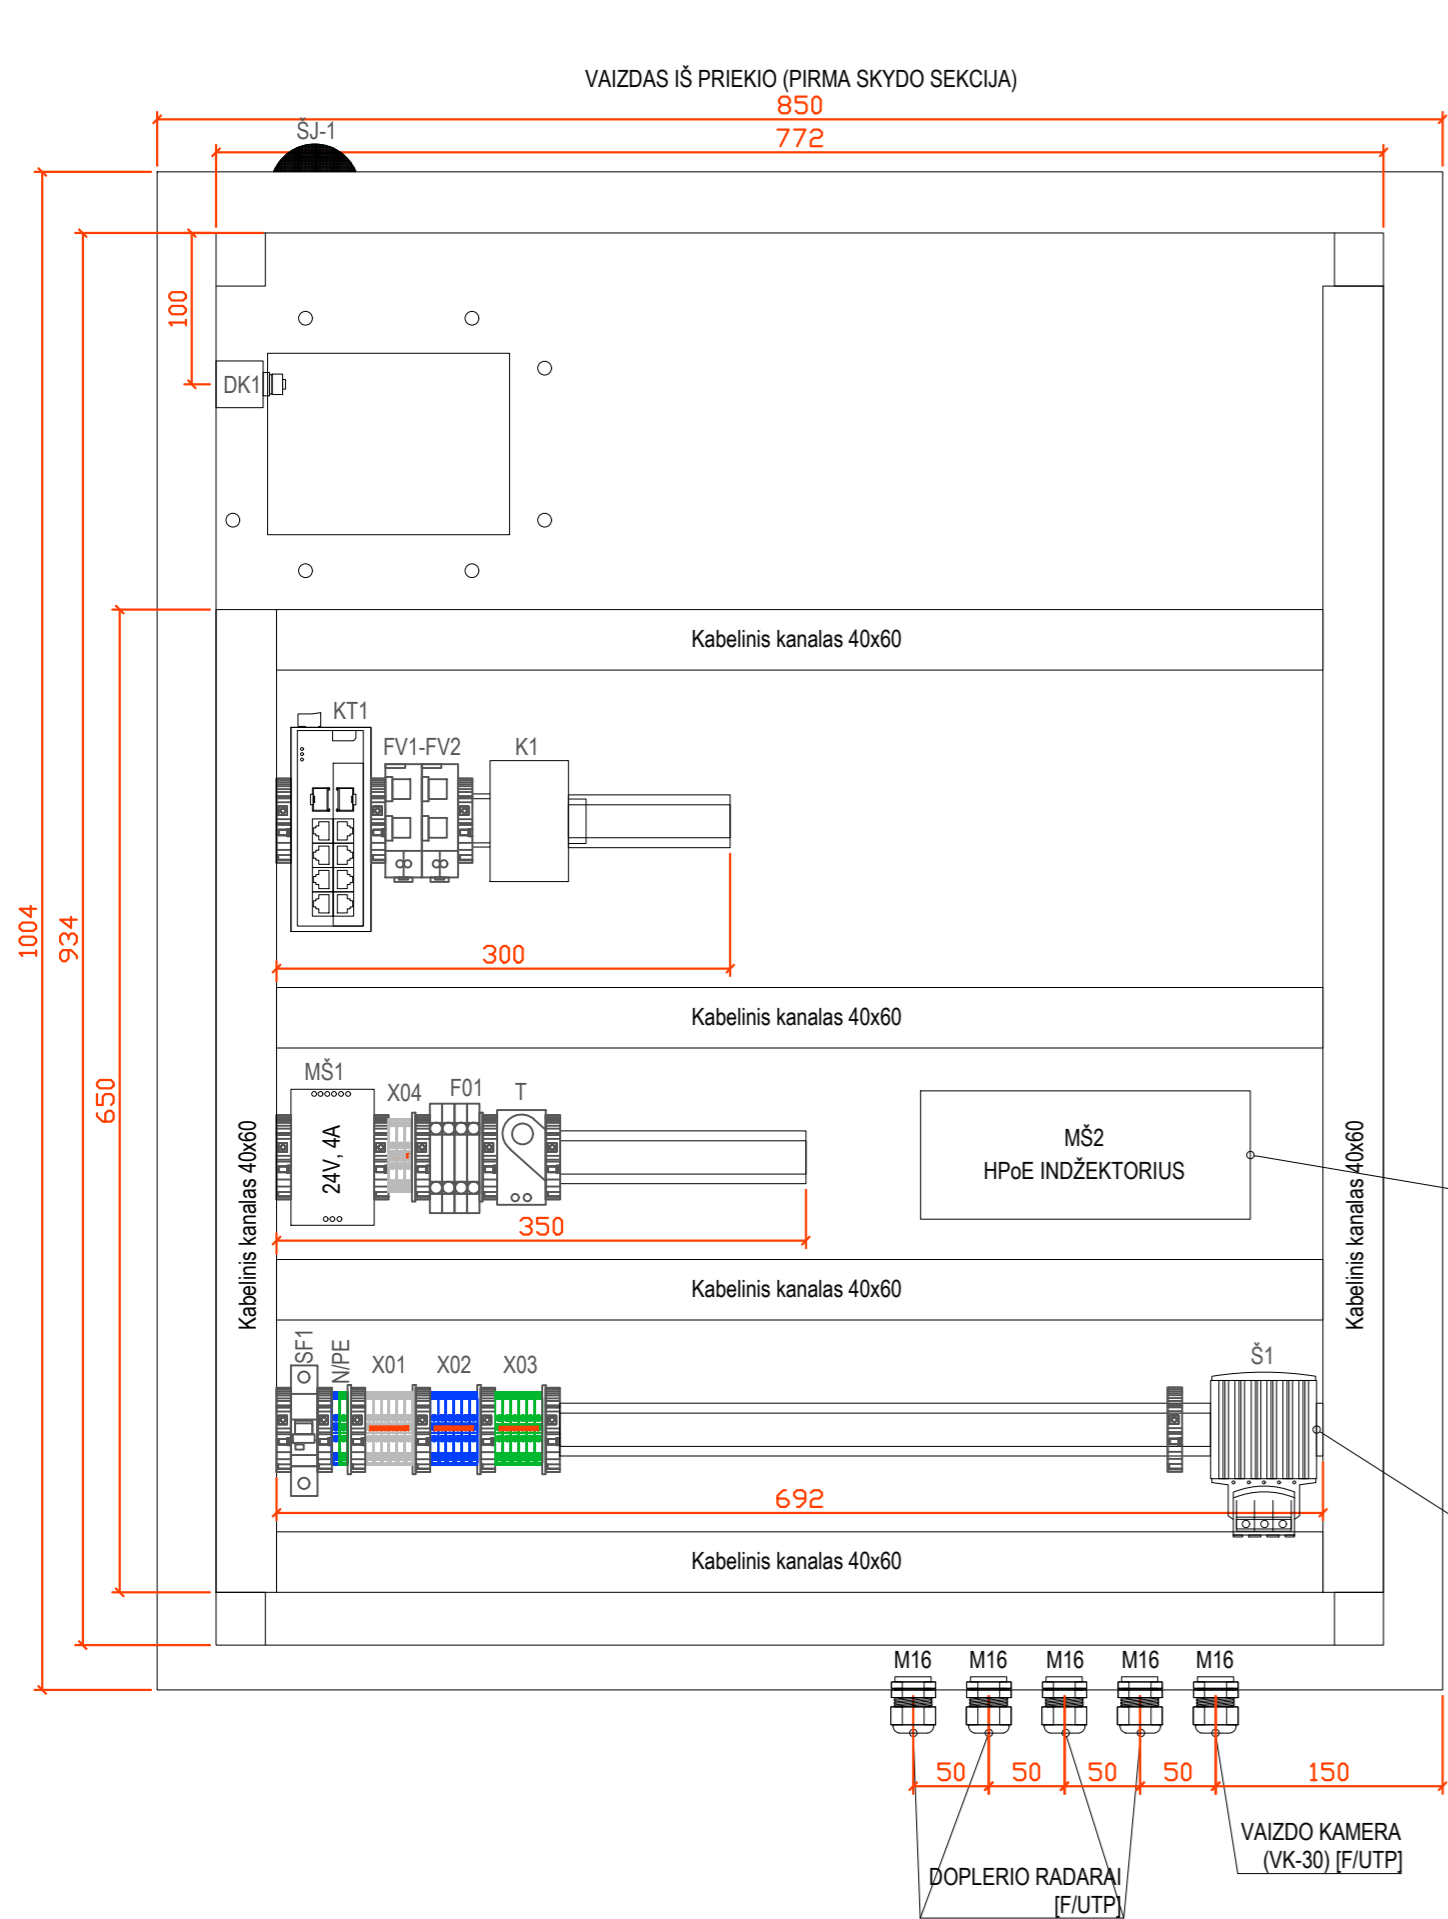 VAIZDAS IŠ PRIEKIO (PIRMA SKYDO SEKCIJA)
850
ŠJ-1
772
100
DK1
Kabelinis kanalas 40x60
KT1
FV1-FV2
K1
1004
934
300
Kabelinis kanalas 40x60
650
MŠ1
X04
F01
T
24V, 4A
MŠ2
HPoE INDŽEKTORIUS
Kabelinis kanalas 40x60
Kabelinis kanalas 40x60
350
Kabelinis kanalas 40x60
SF1
N/PE
X01
X02
X03
Š1
692
Kabelinis kanalas 40x60
M16
M16
M16
M16
M16
50
50
50
50
150
VAIZDO KAMERA
(VK-30) [F/UTP]
DOPLERIO RADARAI
[F/UTP]